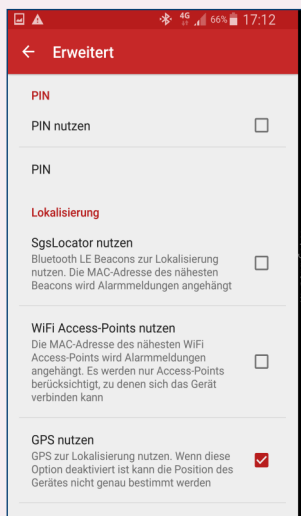 4G 66% 17:12
← Erweitert
PIN
PIN nutzen
PIN
Lokalisierung
SgsLocator nutzen
Bluetooth LE Beacons zur Lokalisierung
nutzen. Die MAC-Adresse des nähesten
Beacons wird Alarmmeldungen angehängt
WiFi Access-Points nutzen
Die MAC-Adresse des nähesten WiFi
Access-Points wird Alarmmeldungen
angehängt. Es werden nur Access-Points
berücksichtigt, zu denen sich das Gerät
verbinden kann
GPS nutzen
GPS zur Lokalisierung nutzen. Wenn diese
Option deaktiviert ist kann die Position des
Gerätes nicht genau bestimmt werden